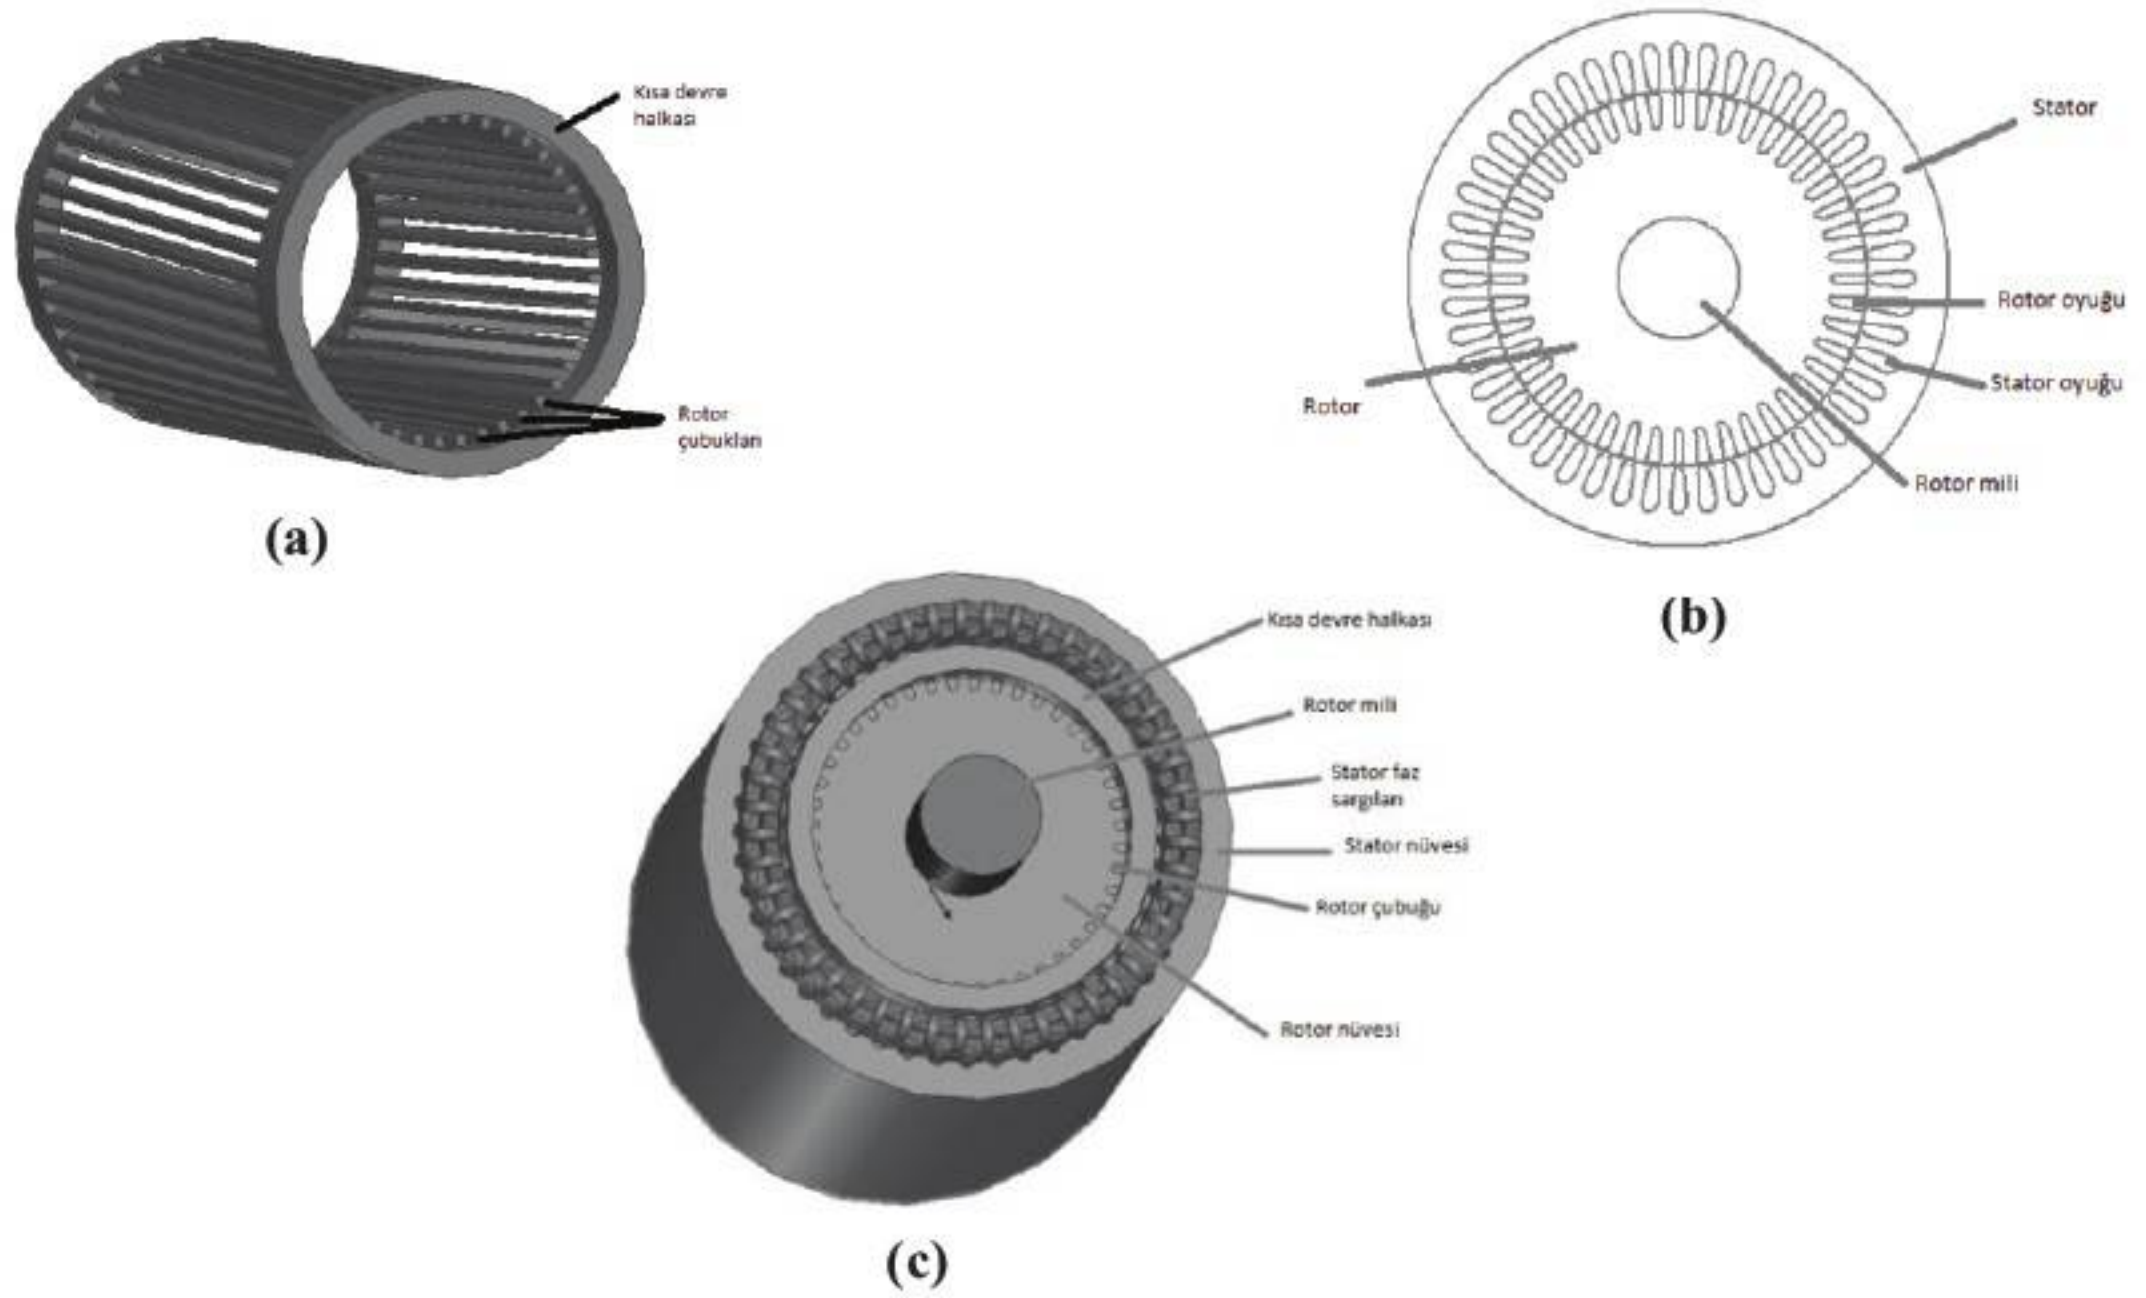 Kısa devre
halkası
Rotor
çubukları
(a)
Stator
Rotor oyuğu
Stator oyuğu
Rotor
Rotor mili
(b)
Kısa devre halkası
Rotor mili
Stator faz
sargıları
Stator nüvesi
Rotor çubuğu
Rotor nüvesi
(c)